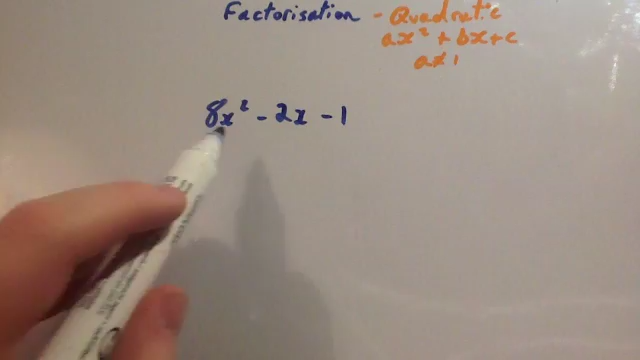 Factorisation - Quadratic
ax² + bx + c
a≠1
8x² - 2x - 1